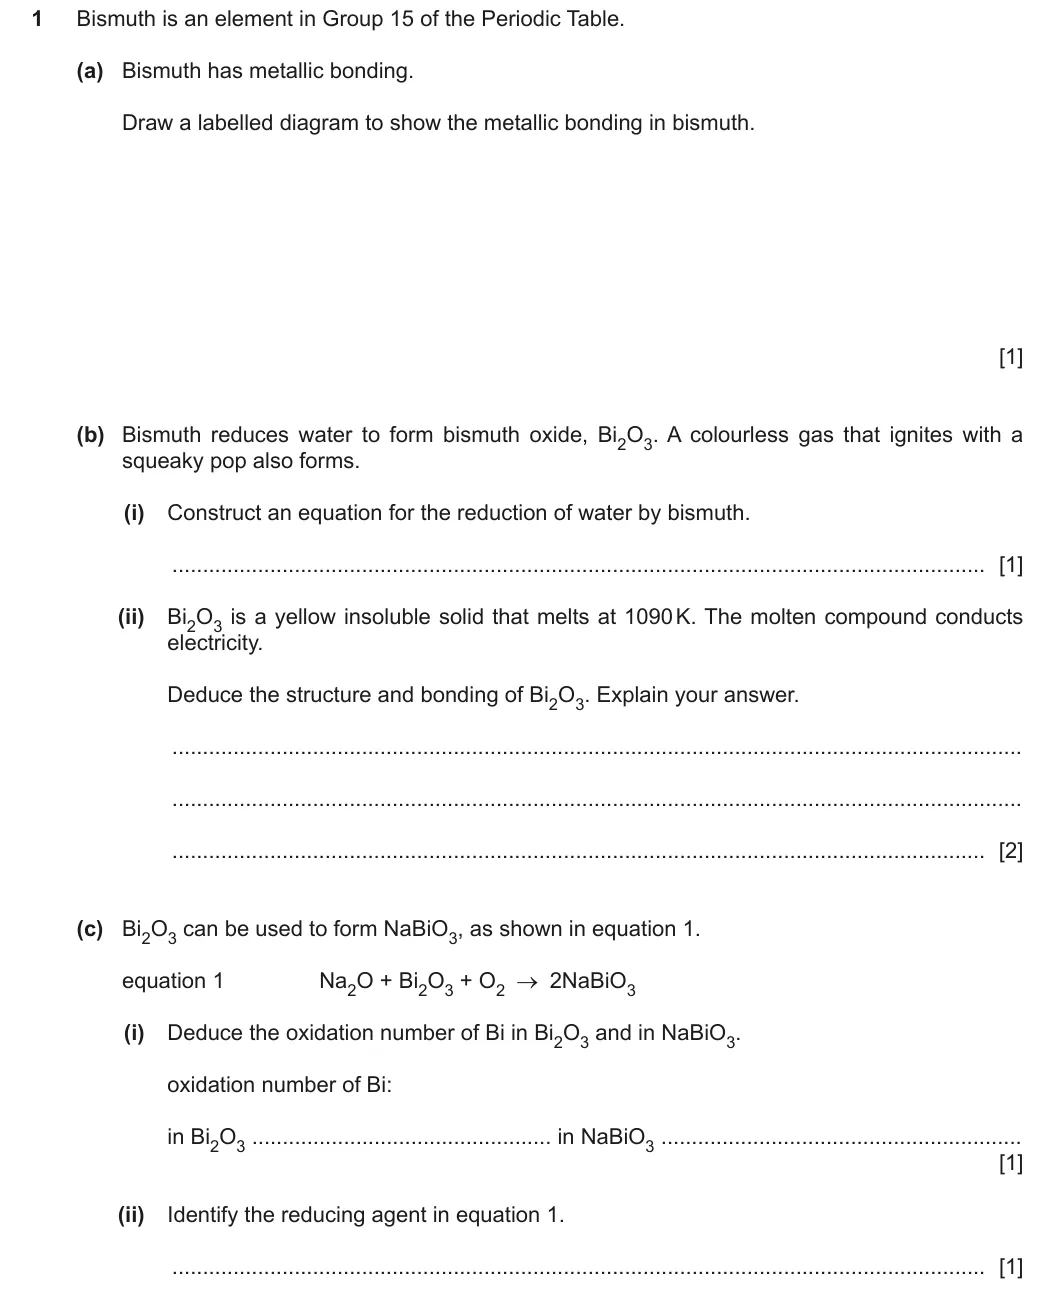 1 Bismuth is an element in Group 15 of the Periodic Table.
(a) Bismuth has metallic bonding.
Draw a labelled diagram to show the metallic bonding in bismuth.
[1]
(b) Bismuth reduces water to form bismuth oxide, Bi₂O₃. A colourless gas that ignites with a
squeaky pop also forms.
(i) Construct an equation for the reduction of water by bismuth.
[1]
(ii) Bi₂O₃ is a yellow insoluble solid that melts at 1090 K. The molten compound conducts
electricity.
Deduce the structure and bonding of Bi₂O₃. Explain your answer.
[2]
(c) Bi₂O₃ can be used to form NaBiO₃, as shown in equation 1.
equation 1 Na₂O + Bi₂O₃ + O₂ → 2NaBiO₃
(i) Deduce the oxidation number of Bi in Bi₂O₃ and in NaBiO₃.
oxidation number of Bi:
in Bi₂O₃ ................................................. in NaBiO₃ ...........................................................
[1]
(ii) Identify the reducing agent in equation 1.
[1]